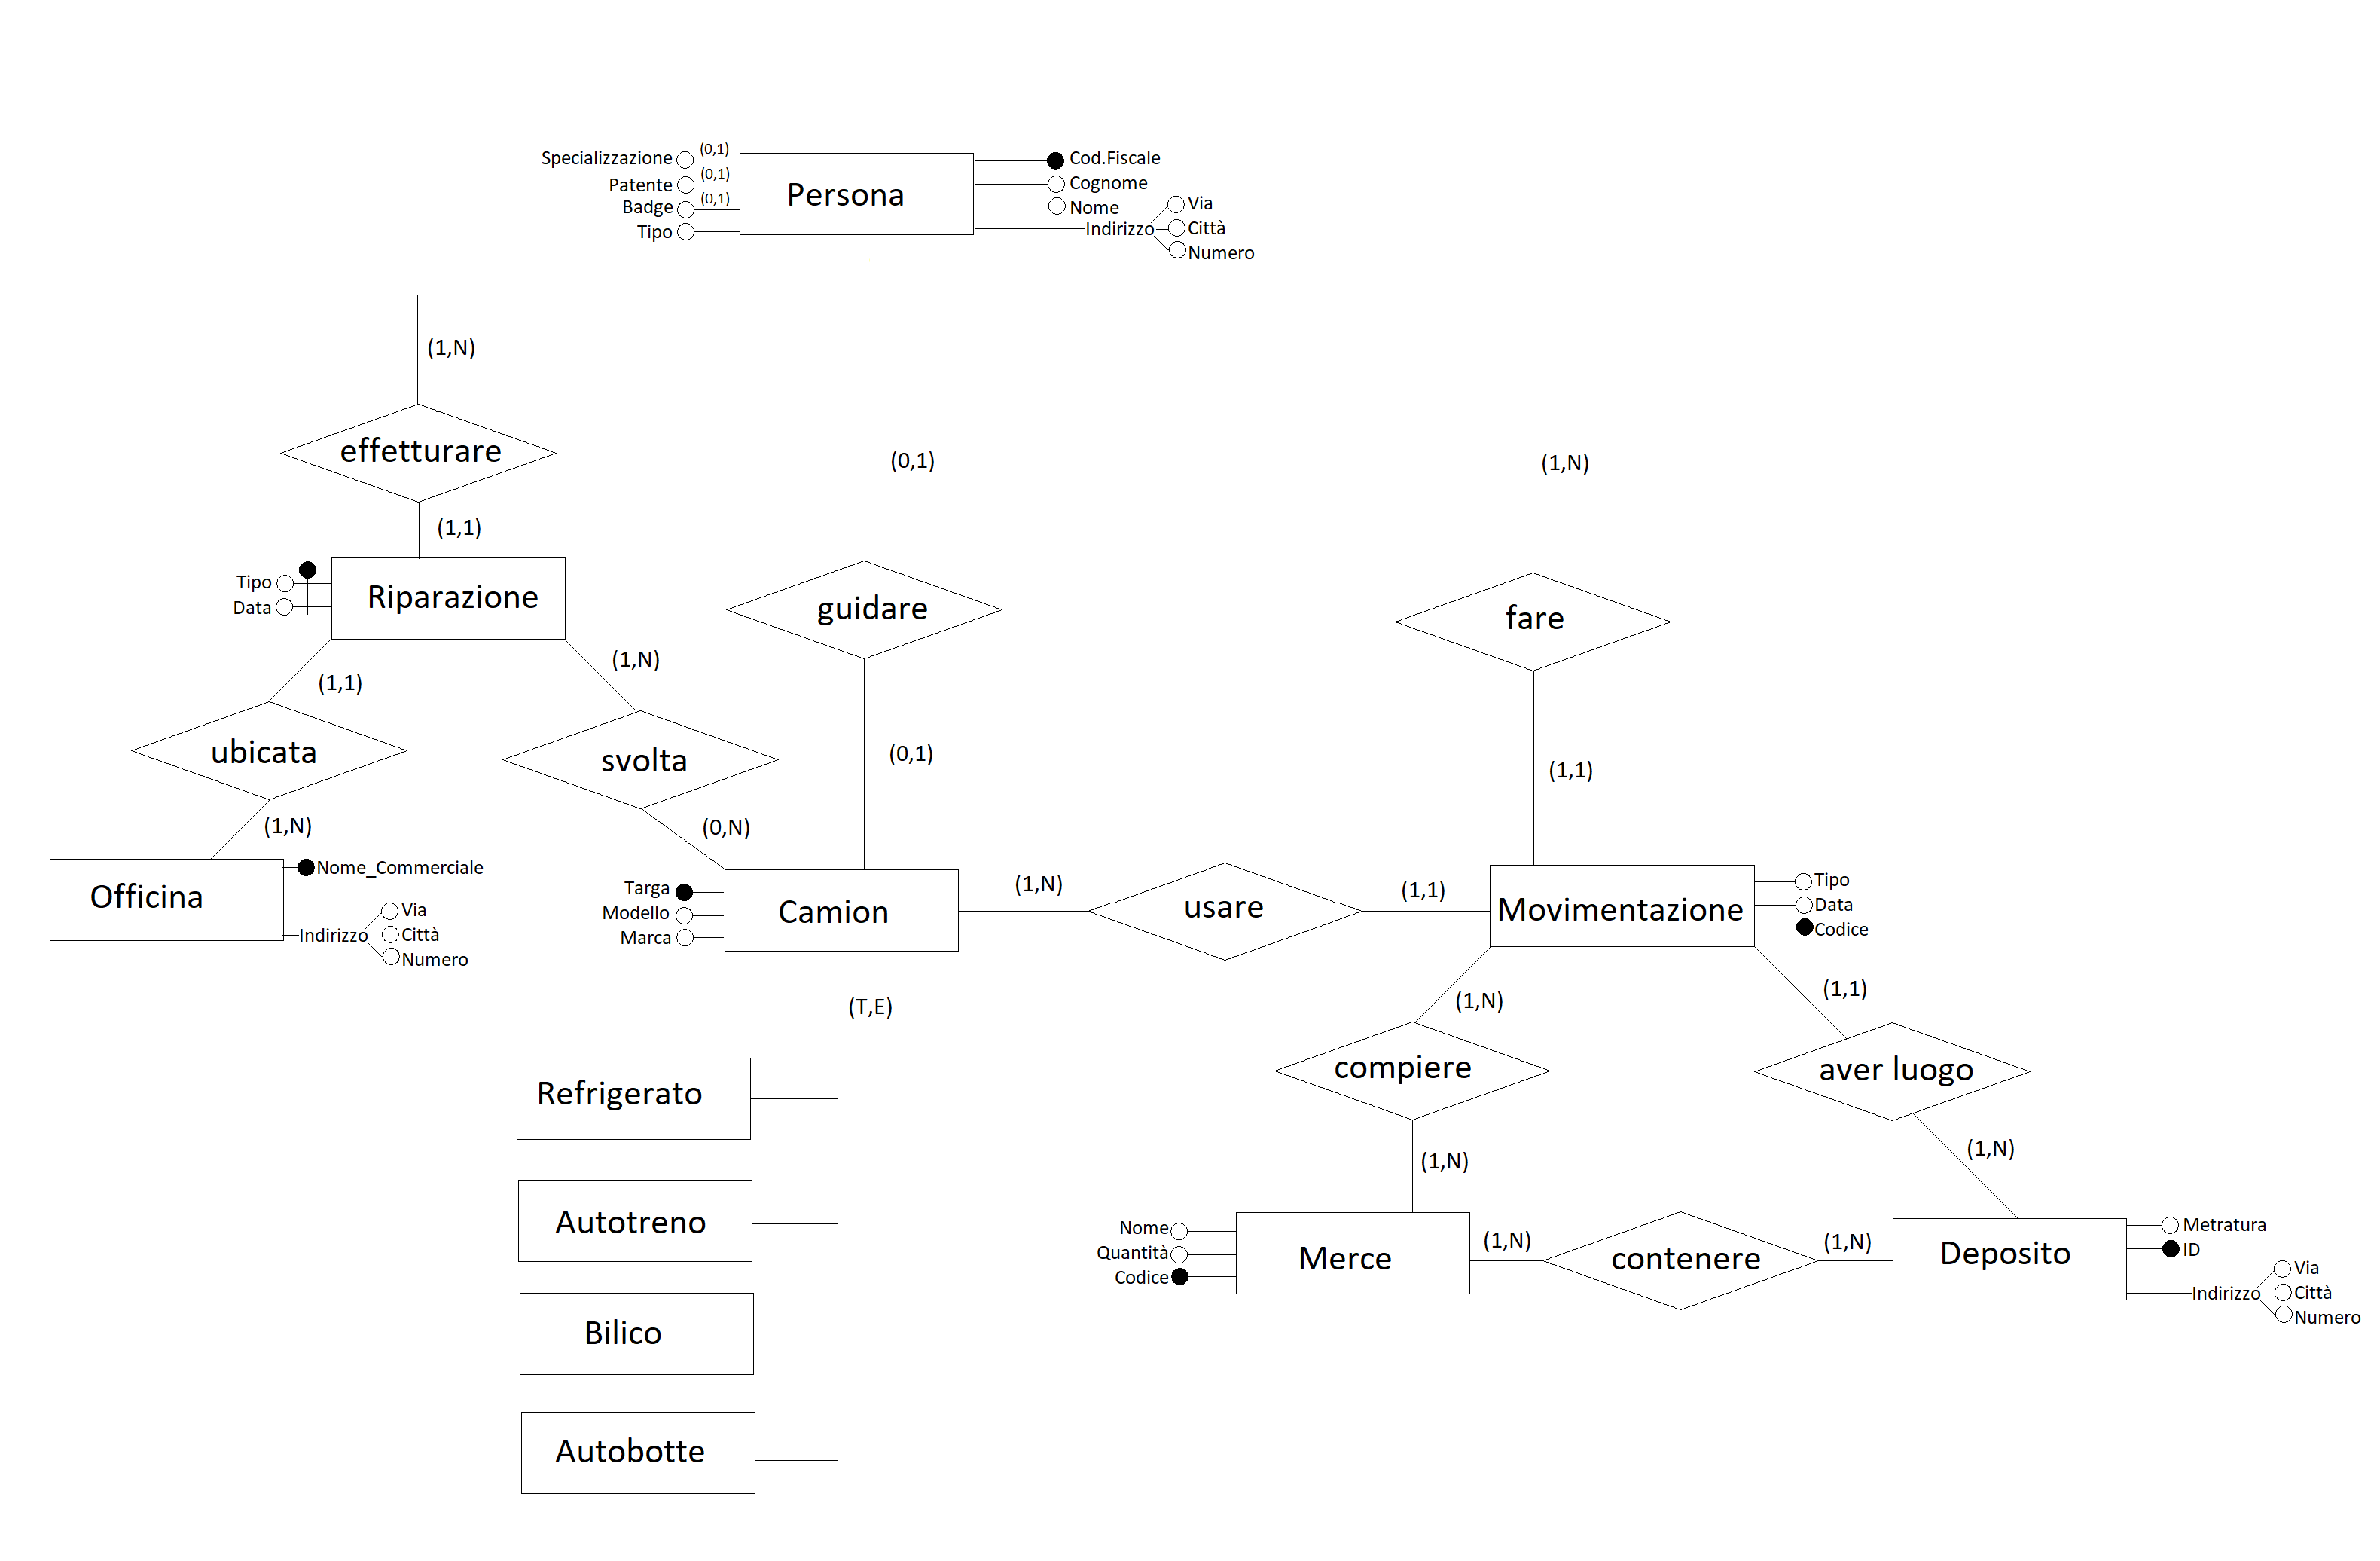 Specializzazione (0,1)
Patente (0,1)
Badge (0,1)
Tipo
Persona
Cod.Fiscale
Cognome
Nome
Indirizzo
Via
Città
Numero
(1,N)
effetturare
(1,1)
(0,1)
(1,N)
Tipo
Data
Riparazione
guidare
fare
(1,1)
(1,N)
ubicata
svolta
(0,1)
(1,1)
(1,N)
(0,N)
Officina
Nome_Commerciale
Indirizzo
Via
Città
Numero
Targa
Modello
Marca
Camion
(1,N)
usare
(1,1)
Movimentazione
Tipo
Data
Codice
(T,E)
(1,N)
(1,1)
compiere
aver luogo
Refrigerato
(1,N)
(1,N)
Autotreno
Nome
Quantità
Codice
Merce
(1,N)
contenere
(1,N)
Deposito
Metratura
ID
Indirizzo
Via
Città
Numero
Bilico
Autobotte